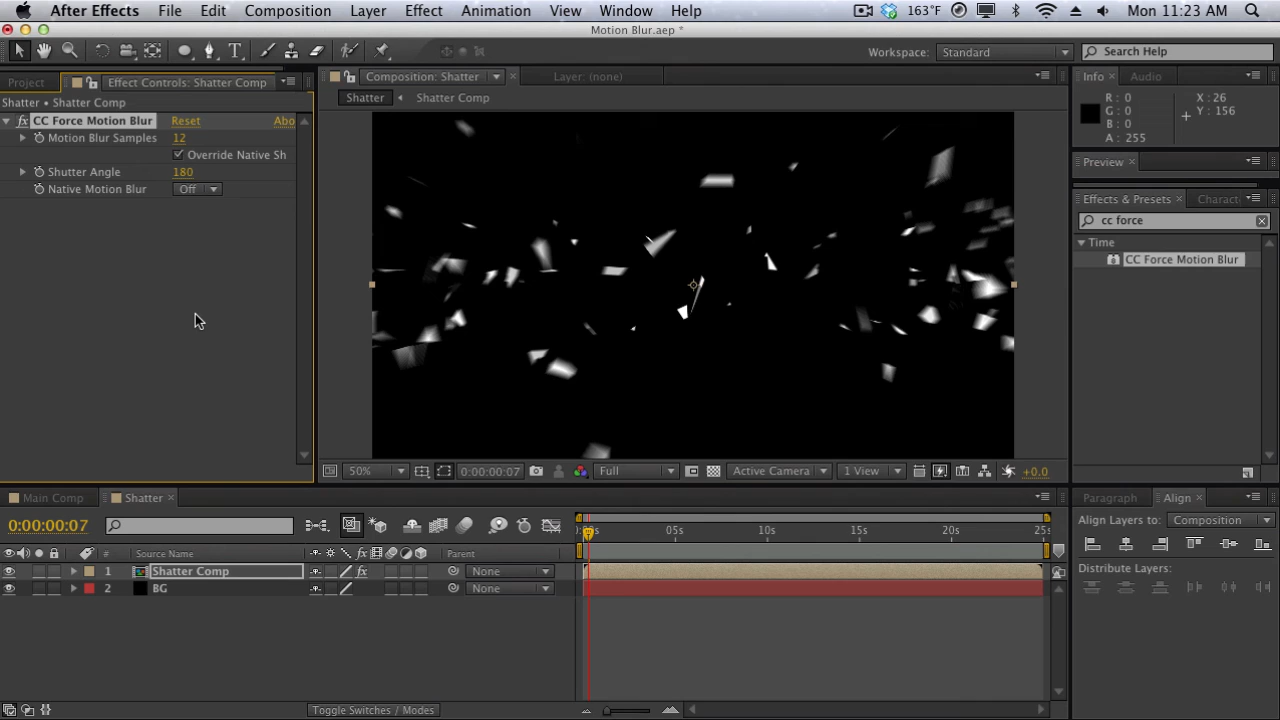 After Effects File Edit Composition Layer Effect Animation View Window Help 163°F Mon 11:23 AM
Motion Blur.aep *
Workspace: Standard Search Help
Project Effect Controls: Shatter Comp
Shatter • Shatter Comp
CC Force Motion Blur Reset Abo
Motion Blur Samples 12
Override Native Sh
Shutter Angle 180
Native Motion Blur Off
Composition: Shatter Layer: (none)
Shatter Shatter Comp
50% 0:00:00:07 Full Active Camera 1 View +0.0
Info Audio
R: 0 X: 26
G: 0 Y: 156
B: 0
A: 255
Preview
Effects & Presets Charact
cc force
Time
CC Force Motion Blur
Main Comp Shatter
0:00:00:07
# Source Name Parent
1 Shatter Comp fx None
2 BG None
05s 10s 15s 20s 25s
Toggle Switches / Modes
Paragraph Align
Align Layers to: Composition
Distribute Layers: